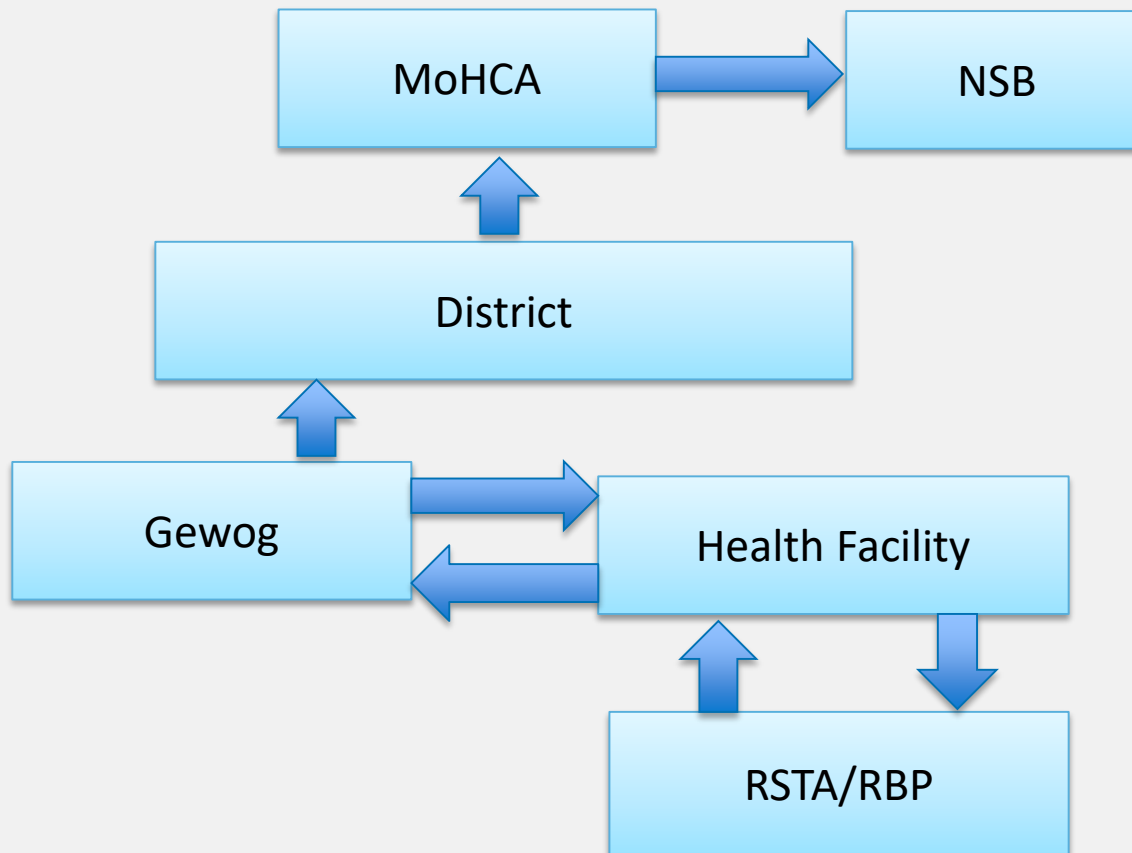 MoHCA
NSB
District
Gewog
Health Facility
RSTA/RBP